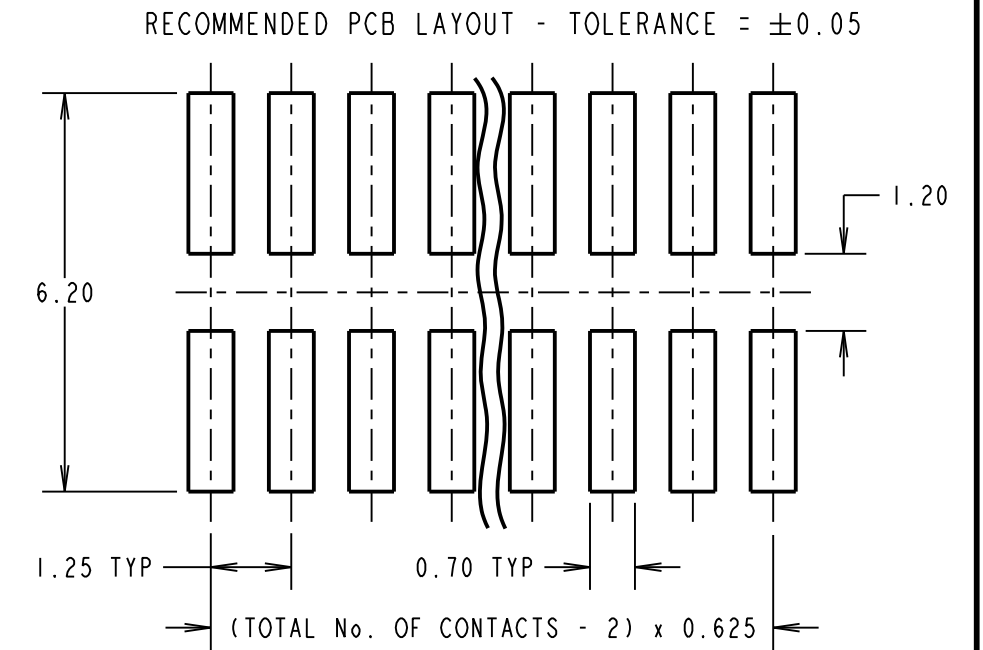 RECOMMENDED PCB LAYOUT - TOLERANCE = ±0.05
1.20
6.20
1.25 TYP
0.70 TYP
(TOTAL No. OF CONTACTS - 2) x 0.625